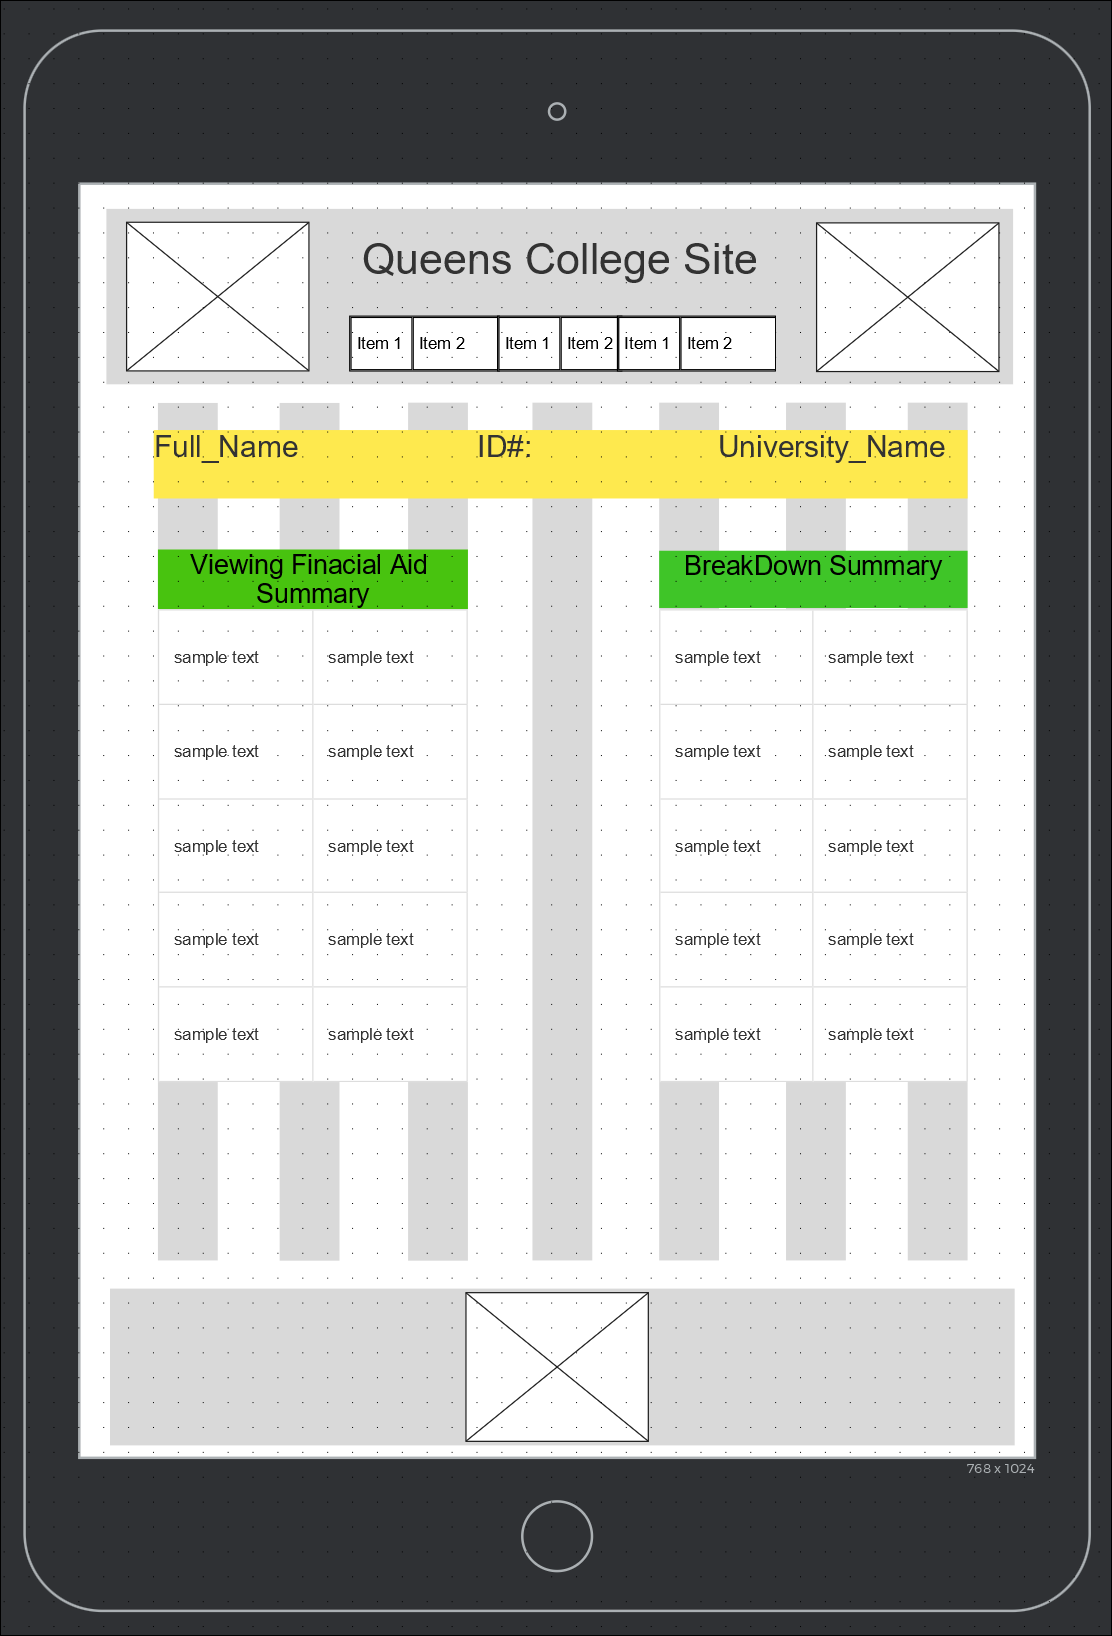 Queens College Site
Item 1 Item 2 Item 1 Item 2 Item 1 Item 2
Full_Name ID#: University_Name
Viewing Finacial Aid
Summary
BreakDown Summary
sample text sample text sample text sample text
sample text sample text sample text sample text
sample text sample text sample text sample text
sample text sample text sample text sample text
sample text sample text sample text sample text
768 x 1024